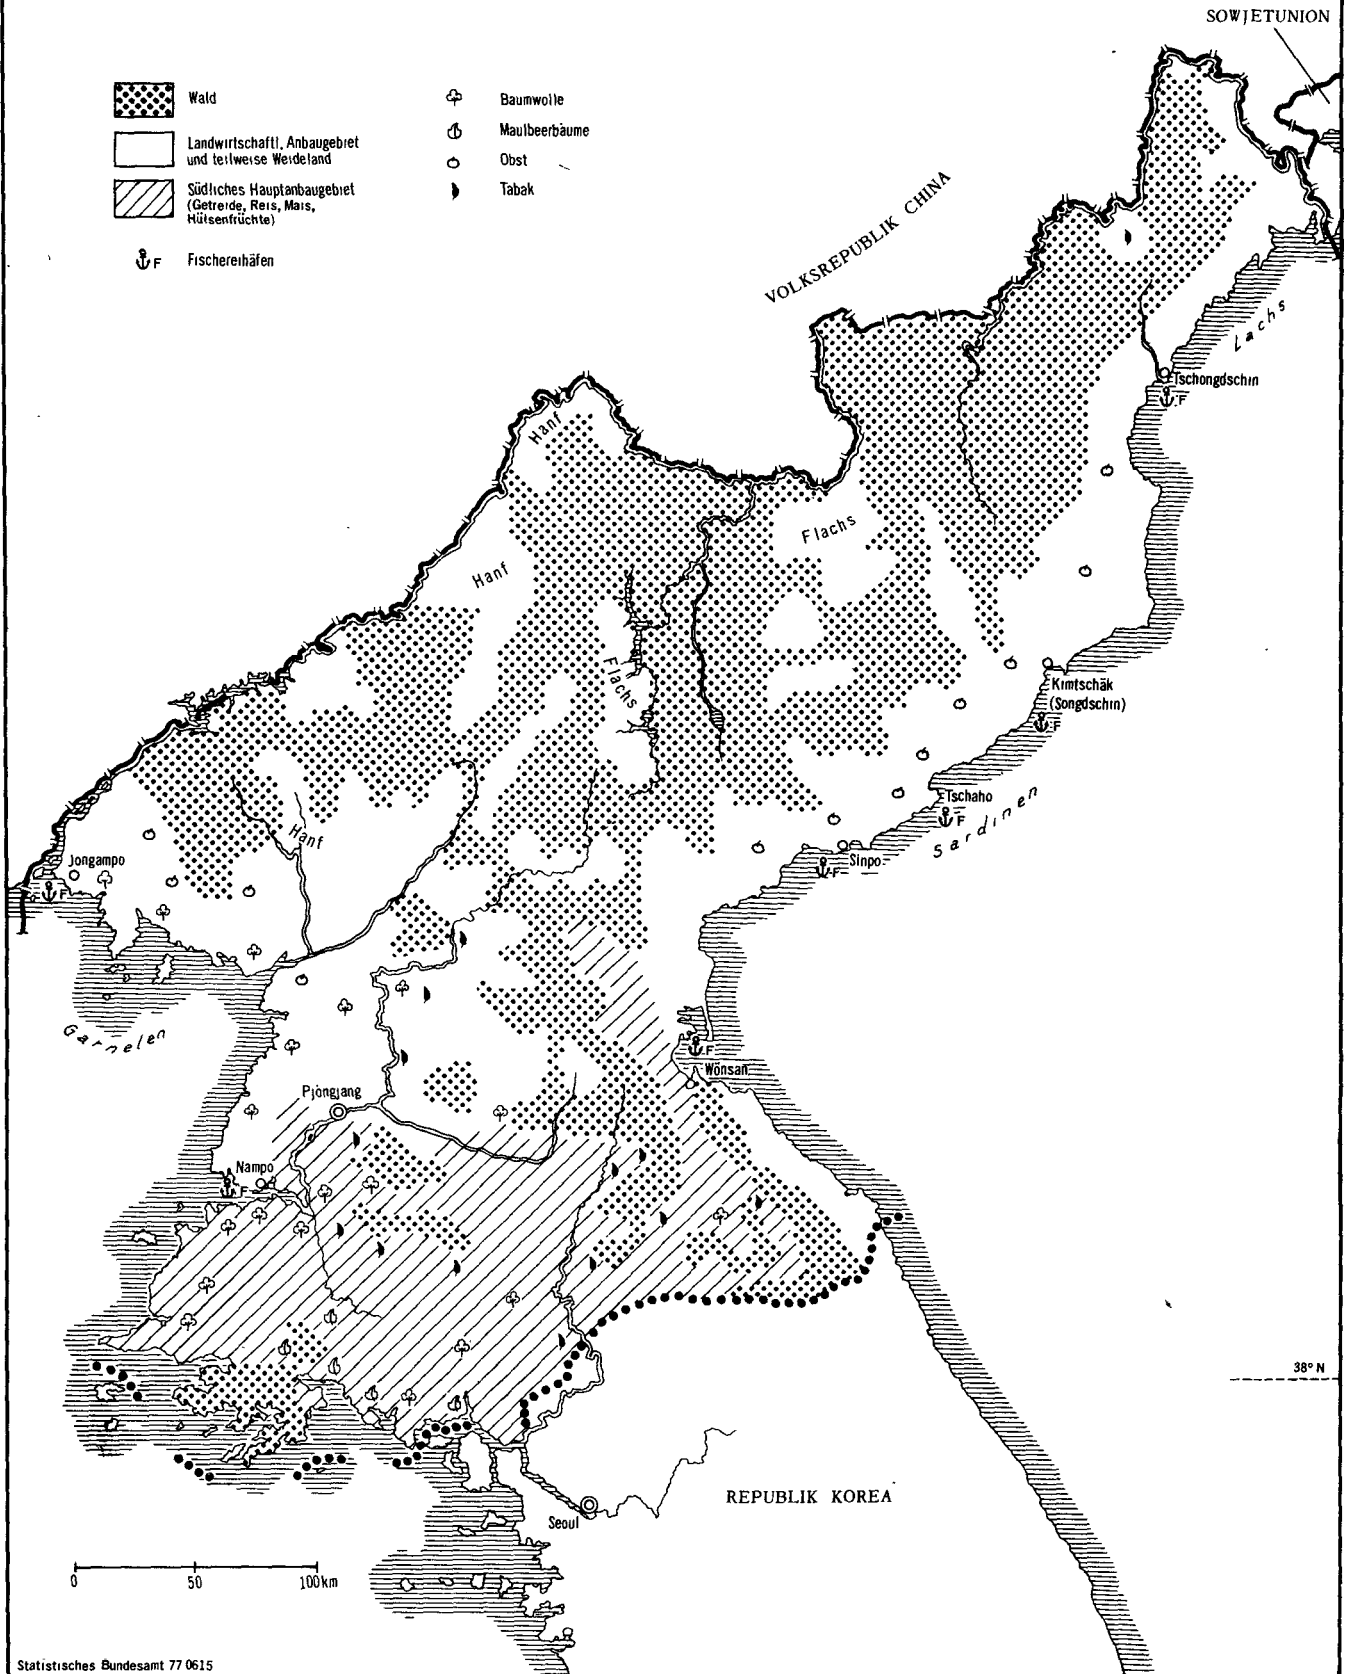 SOWJETUNION
Wald
Landwirtschaftl. Anbaugebiet
und teilweise Weideland
Südliches Hauptanbaugebiet
(Getreide, Reis, Mais,
Hülsenfrüchte)
F Fischereihäfen
Baumwolle
Maulbeerbäume
Obst
Tabak
VOLKSREPUBLIK CHINA
Lachs
Tschongdschin
F
Hanf
Flachs
Hanf
Flachs
Kimtschäk
(Songdschin)
F
Tschaho
F
Sardinen
Hanf
Jongampo
F
Sinpo
F
Garnelen
F
Wŏnsan
Pjŏngjang
Nampo
F
38° N
REPUBLIK KOREA
Seoul
0 50 100km
Statistisches Bundesamt 77 0615